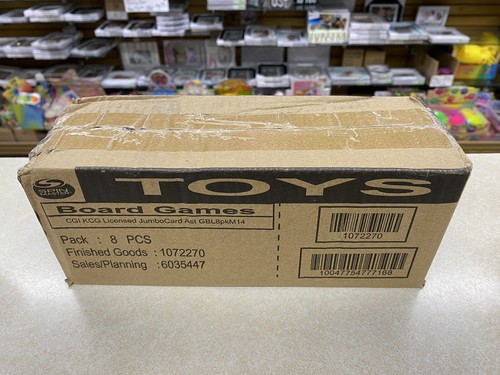 SPIN
MASTER
TOYS
Board Games
CGI KCG Licensed JumboCard Ast GBL8pkM14
Pack : 8 PCS
Finished Goods : 1072270
Sales/Planning :6035447
1072270
10047754777168